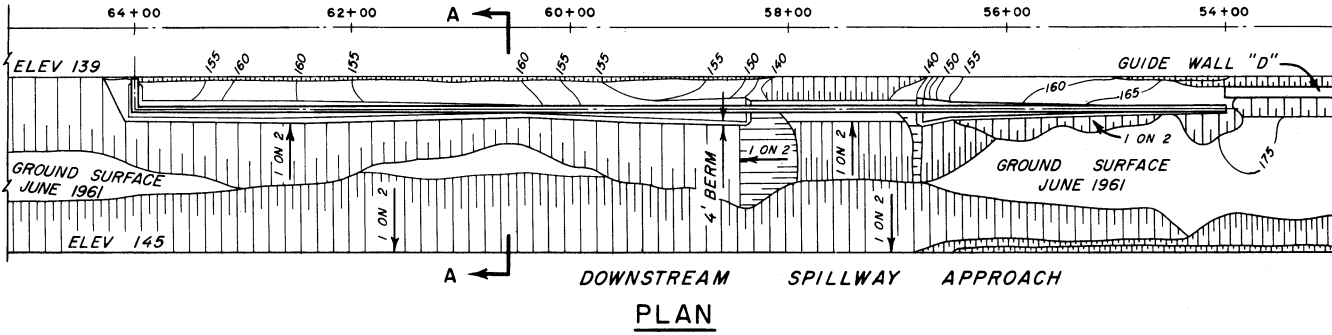 64+00 62+00 A 60+00 58+00 56+00 54+00
ELEV 139
155 160 160 155 160 155 155 155 150 140 140 150 155 160 165 175
GUIDE WALL "D"
1 ON 2
4' BERM
1 ON 2
1 ON 2
1 ON 2
GROUND SURFACE
JUNE 1961
GROUND SURFACE
JUNE 1961
1 ON 2
1 ON 2
ELEV 145
A
DOWNSTREAM SPILLWAY APPROACH
PLAN